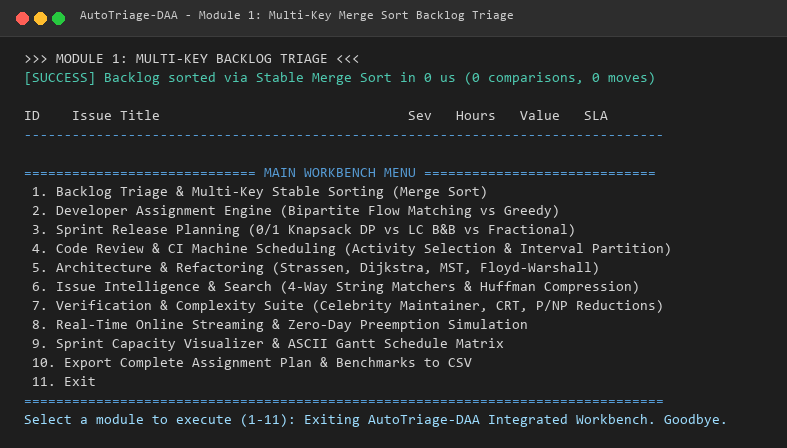 AutoTriage-DAA - Module 1: Multi-Key Merge Sort Backlog Triage
>>> MODULE 1: MULTI-KEY BACKLOG TRIAGE <<<
[SUCCESS] Backlog sorted via Stable Merge Sort in 0 us (0 comparisons, 0 moves)
ID    Issue Title                               Sev   Hours   Value   SLA
--------------------------------------------------------------------------------
============================= MAIN WORKBENCH MENU =============================
1. Backlog Triage & Multi-Key Stable Sorting (Merge Sort)
2. Developer Assignment Engine (Bipartite Flow Matching vs Greedy)
3. Sprint Release Planning (0/1 Knapsack DP vs LC B&B vs Fractional)
4. Code Review & CI Machine Scheduling (Activity Selection & Interval Partition)
5. Architecture & Refactoring (Strassen, Dijkstra, MST, Floyd-Warshall)
6. Issue Intelligence & Search (4-Way String Matchers & Huffman Compression)
7. Verification & Complexity Suite (Celebrity Maintainer, CRT, P/NP Reductions)
8. Real-Time Online Streaming & Zero-Day Preemption Simulation
9. Sprint Capacity Visualizer & ASCII Gantt Schedule Matrix
10. Export Complete Assignment Plan & Benchmarks to CSV
11. Exit
================================================================================
Select a module to execute (1-11): Exiting AutoTriage-DAA Integrated Workbench. Goodbye.